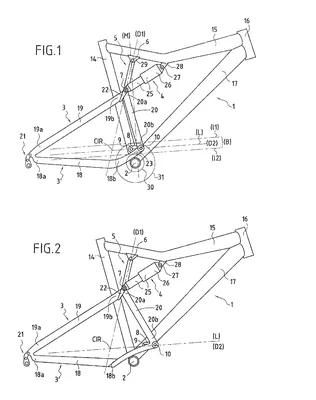 FIG.1
16
15
(M) (D1)
5 6
14
29
28
27
7
17
26
25 4
22
20a
1
3 19
20
19b
20b
21
8
CIR 9
10
(L) (I1)
(B)
(D2)
19a
23
(I2)
2
31
18a 3 18
18b
30
FIG.2
16
15
(D1)
5 6
14
28
27
7
17
26
25 4
20a
1
3 19
20
20b
21
8
CIR
9
(L)
19a
10
(D2)
18a 3 18
18b
2